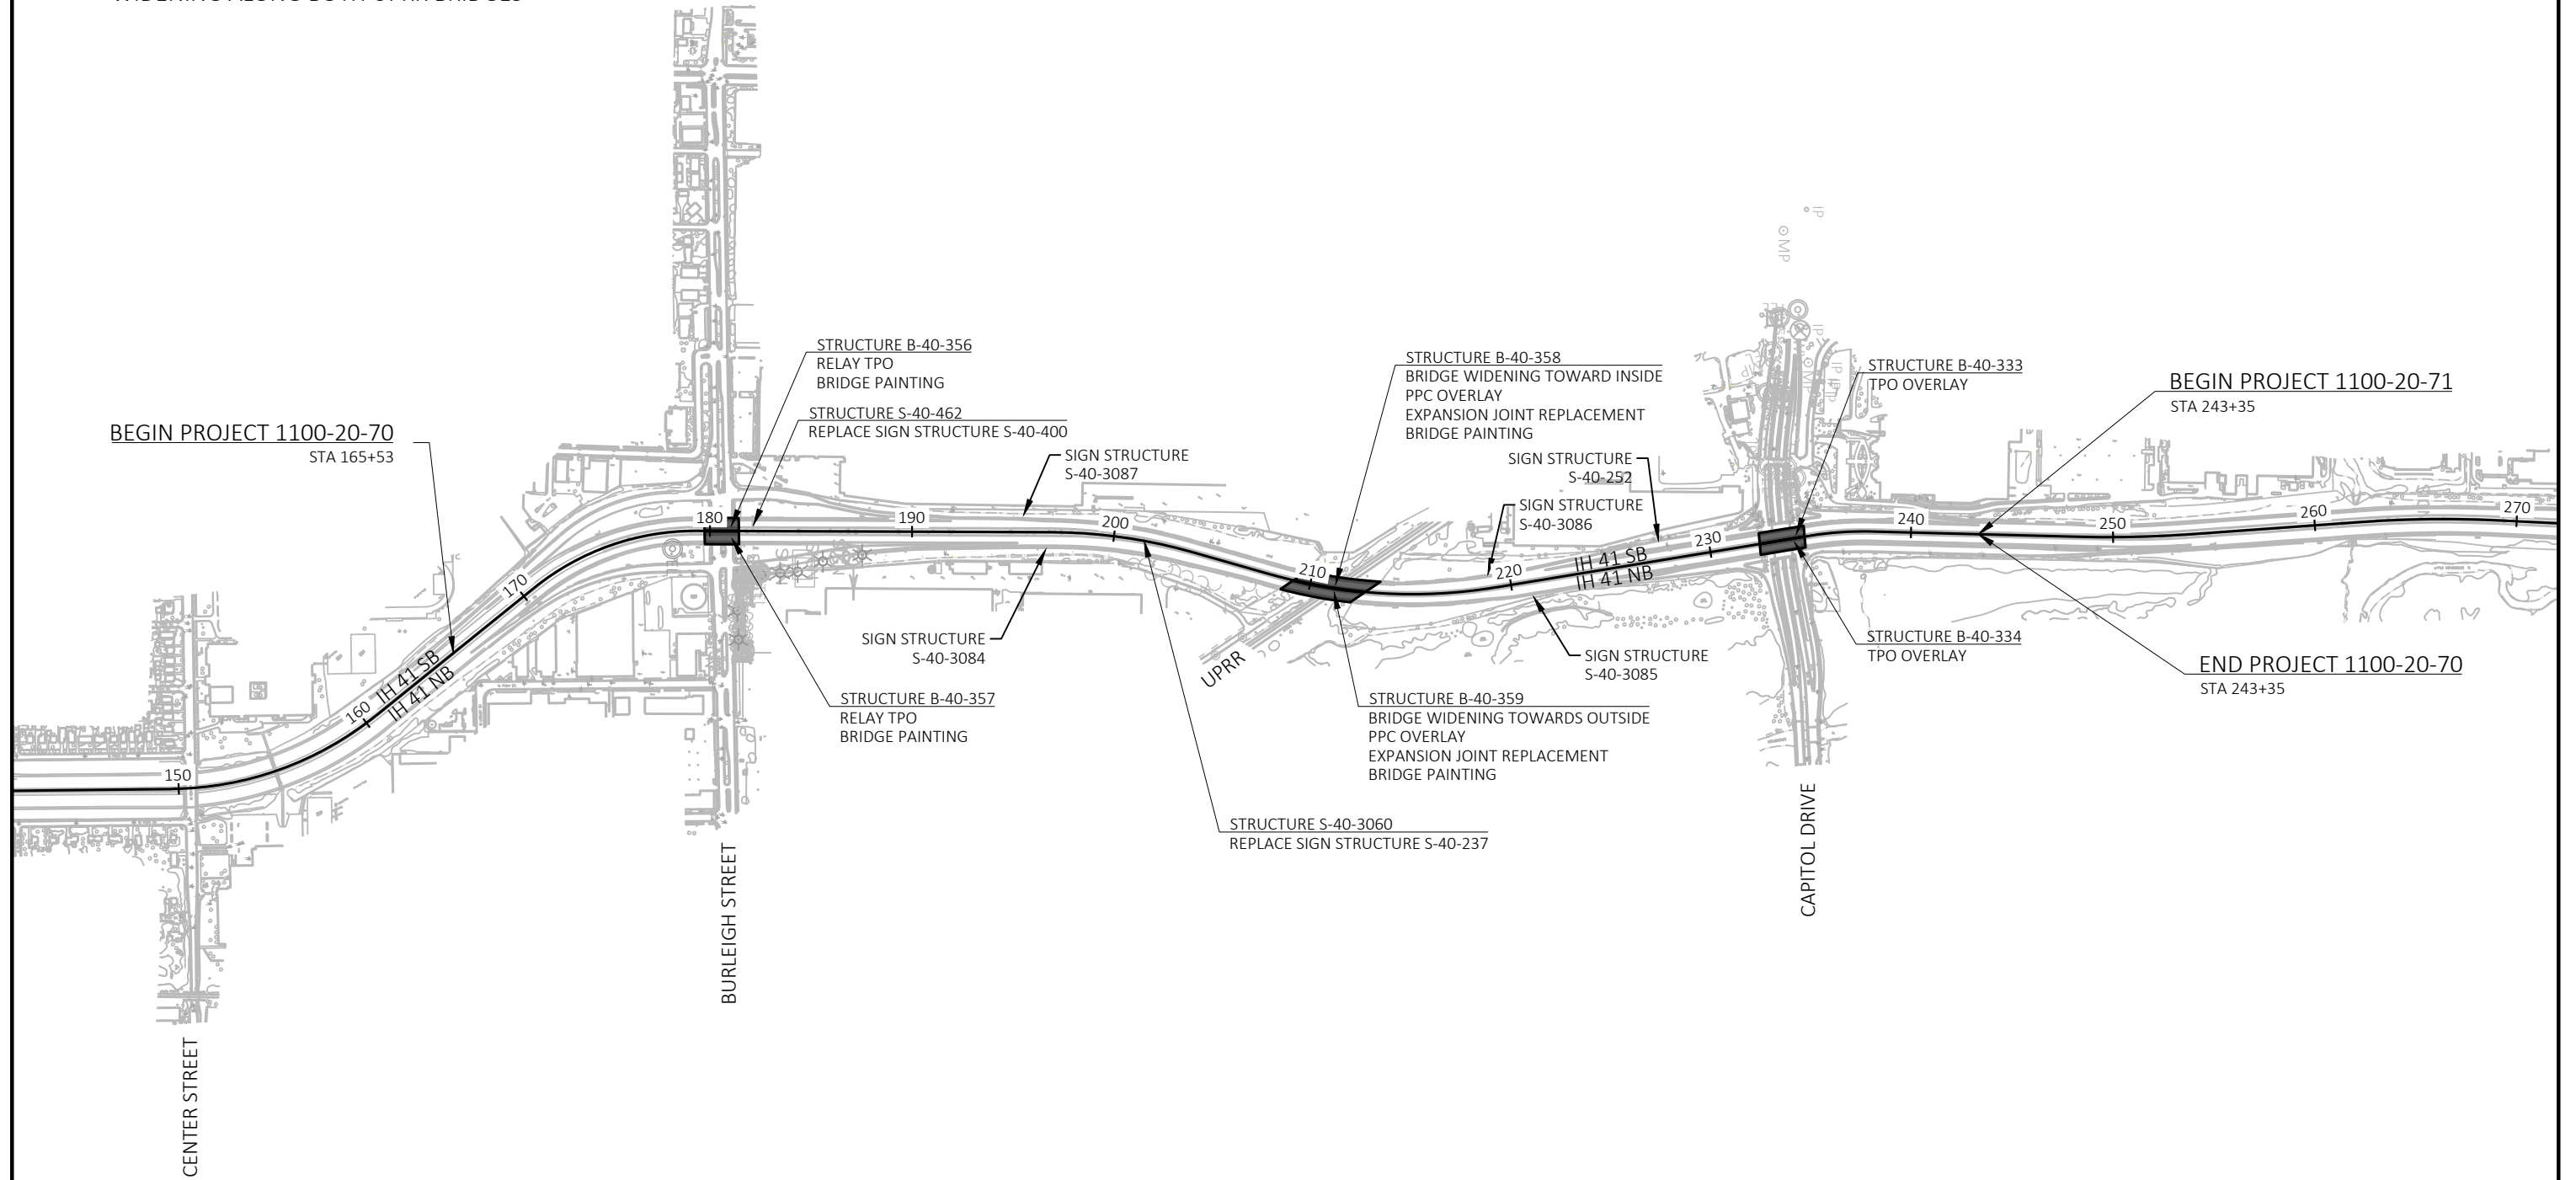 STRUCTURE B-40-356
RELAY TPO
BRIDGE PAINTING
STRUCTURE S-40-462
REPLACE SIGN STRUCTURE S-40-400
BEGIN PROJECT 1100-20-70
STA 165+53
SIGN STRUCTURE
S-40-3087
STRUCTURE B-40-358
BRIDGE WIDENING TOWARD INSIDE
PPC OVERLAY
EXPANSION JOINT REPLACEMENT
BRIDGE PAINTING
SIGN STRUCTURE
S-40-252
SIGN STRUCTURE
S-40-3086
STRUCTURE B-40-333
TPO OVERLAY
BEGIN PROJECT 1100-20-71
STA 243+35
IP
MP
150
160
170
180
190
200
210
220
230
240
250
260
270
IH 41 SB
IH 41 NB
IH 41 SB
IH 41 NB
SIGN STRUCTURE
S-40-3084
UPRR
SIGN STRUCTURE
S-40-3085
STRUCTURE B-40-334
TPO OVERLAY
END PROJECT 1100-20-70
STA 243+35
STRUCTURE B-40-357
RELAY TPO
BRIDGE PAINTING
STRUCTURE B-40-359
BRIDGE WIDENING TOWARDS OUTSIDE
PPC OVERLAY
EXPANSION JOINT REPLACEMENT
BRIDGE PAINTING
STRUCTURE S-40-3060
REPLACE SIGN STRUCTURE S-40-237
CENTER STREET
BURLEIGH STREET
CAPITOL DRIVE